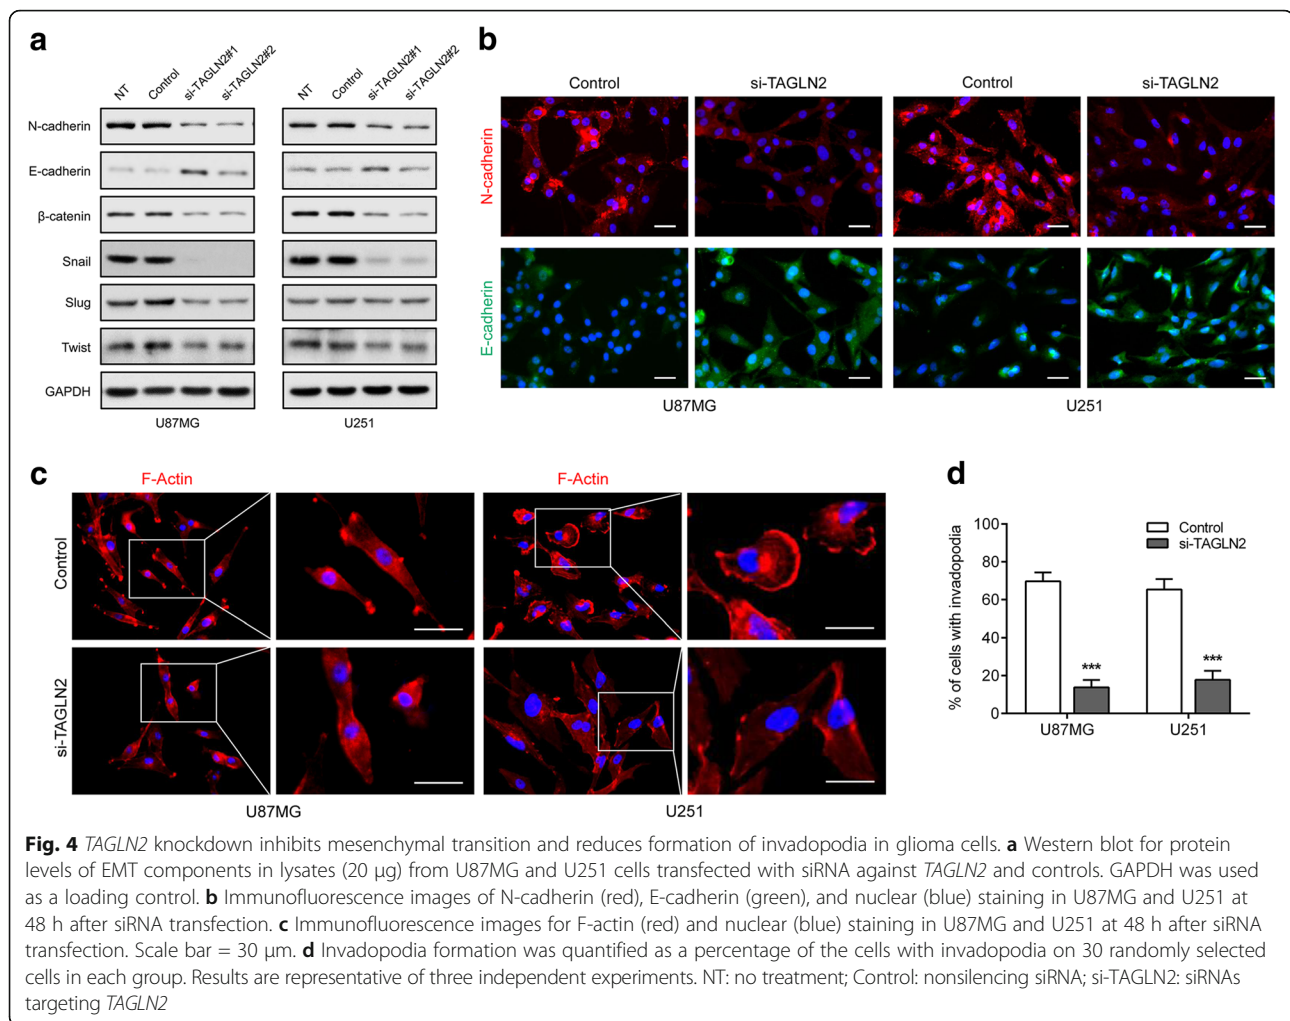 a
NT Control si-TAGLN2#1 si-TAGLN2#2
NT Control si-TAGLN2#1 si-TAGLN2#2
N-cadherin
E-cadherin
β-catenin
Snail
Slug
Twist
GAPDH
U87MG
U251
b
Control
si-TAGLN2
Control
si-TAGLN2
N-cadherin
E-cadherin
U87MG
U251
c
F-Actin
F-Actin
Control
si-TAGLN2
U87MG
U251
d
% of cells with invadopodia
100
80
60
40
20
0
Control
si-TAGLN2
***
***
U87MG
U251
Fig. 4 TAGLN2 knockdown inhibits mesenchymal transition and reduces formation of invadopodia in glioma cells. a Western blot for protein
levels of EMT components in lysates (20 μg) from U87MG and U251 cells transfected with siRNA against TAGLN2 and controls. GAPDH was used
as a loading control. b Immunofluorescence images of N-cadherin (red), E-cadherin (green), and nuclear (blue) staining in U87MG and U251 at
48 h after siRNA transfection. c Immunofluorescence images for F-actin (red) and nuclear (blue) staining in U87MG and U251 at 48 h after siRNA
transfection. Scale bar = 30 μm. d Invadopodia formation was quantified as a percentage of the cells with invadopodia on 30 randomly selected
cells in each group. Results are representative of three independent experiments. NT: no treatment; Control: nonsilencing siRNA; si-TAGLN2: siRNAs
targeting TAGLN2